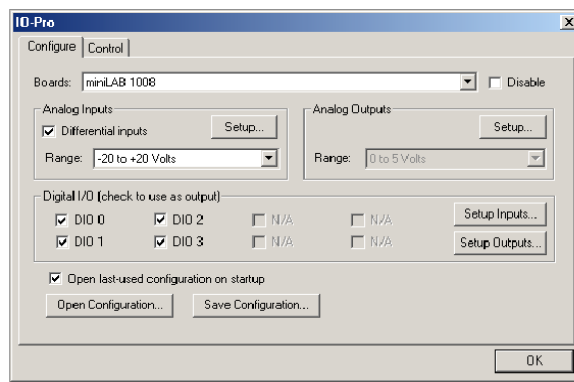 IO-Pro
Configure Control
Boards: miniLAB 1008 Disable
Analog Inputs
Differential inputs Setup...
Range: -20 to +20 Volts
Analog Outputs
Setup...
Range: 0 to 5 Volts
Digital I/O (check to use as output)
DIO 0 DIO 2 N/A N/A Setup Inputs...
DIO 1 DIO 3 N/A N/A Setup Outputs...
Open last-used configuration on startup
Open Configuration... Save Configuration...
OK